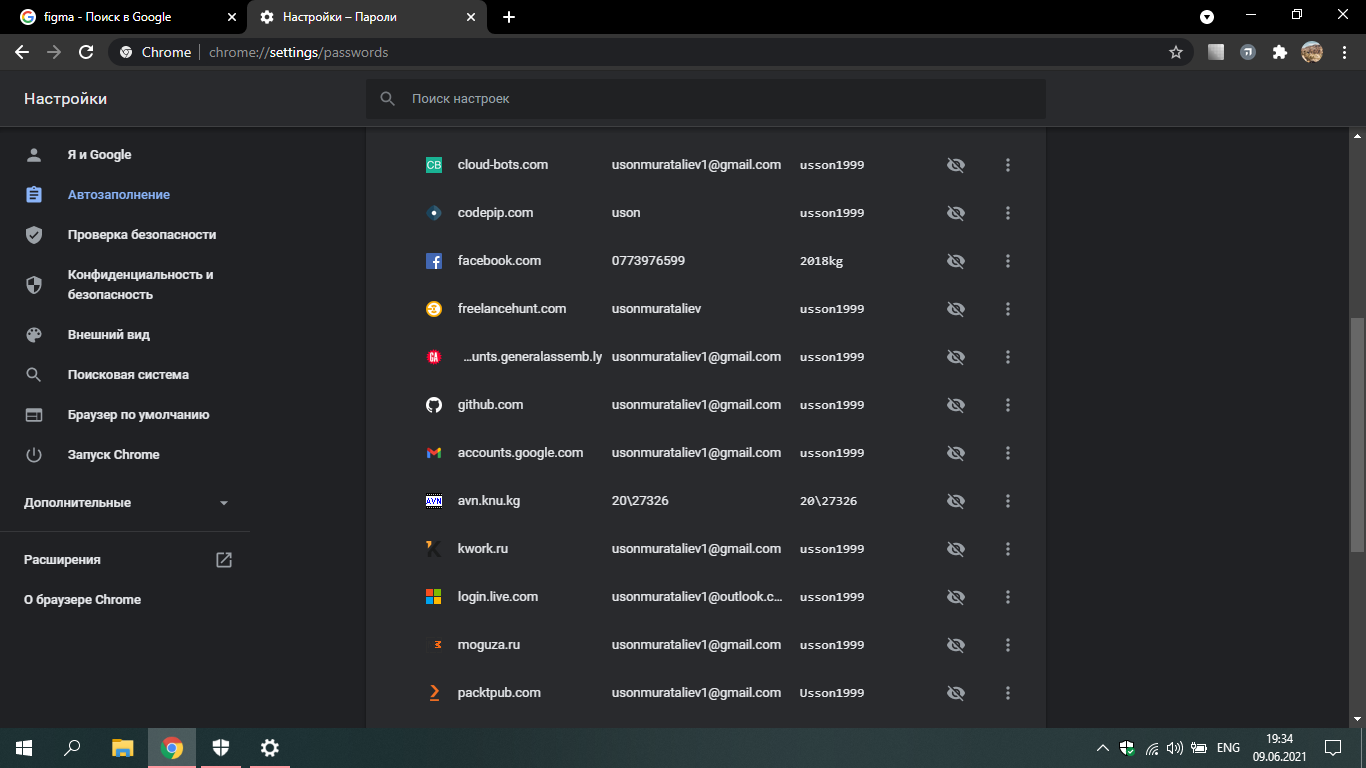 figma - Поиск в Google
Настройки – Пароли
Chrome
chrome://settings/passwords
Настройки
Поиск настроек
Я и Google
Автозаполнение
Проверка безопасности
Конфиденциальность и
безопасность
Внешний вид
Поисковая система
Браузер по умолчанию
Запуск Chrome
Дополнительные
Расширения
О браузере Chrome
CB cloud-bots.com usonmurataliev1@gmail.com usson1999
codepip.com uson usson1999
facebook.com 0773976599 2018kg
freelancehunt.com usonmurataliev usson1999
GA ...unts.generalassemb.ly usonmurataliev1@gmail.com usson1999
github.com usonmurataliev1@gmail.com usson1999
accounts.google.com usonmurataliev1@gmail.com usson1999
AVN avn.knu.kg 20\27326 20\27326
kwork.ru usonmurataliev1@gmail.com usson1999
login.live.com usonmurataliev1@outlook.c... usson1999
moguza.ru usonmurataliev1@gmail.com usson1999
packtpub.com usonmurataliev1@gmail.com Usson1999
ENG
19:34
09.06.2021